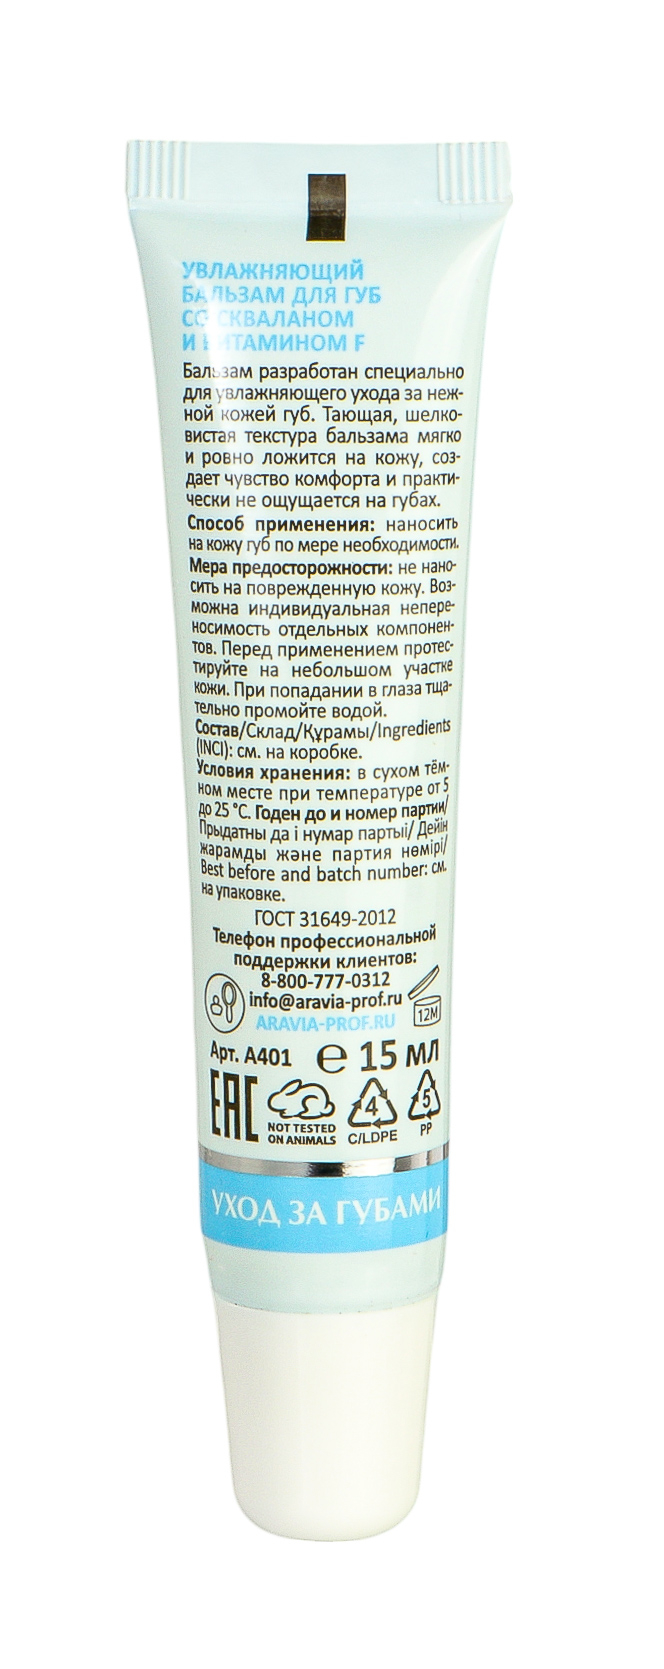 УВЛАЖНЯЮЩИЙ
БАЛЬЗАМ ДЛЯ ГУБ
СО СКВАЛАНОМ
И ВИТАМИНОМ F
Бальзам разработан специально
для увлажняющего ухода за неж-
ной кожей губ. Тающая, шелко-
вистая текстура бальзама мягко
и ровно ложится на кожу, соз-
дает чувство комфорта и практи-
чески не ощущается на губах.
Способ применения: наносить
на кожу губ по мере необходимости.
Мера предосторожности: не нано-
сить на поврежденную кожу. Воз-
можна индивидуальная непере-
носимость отдельных компонен-
тов. Перед применением протес-
тируйте на небольшом участке
кожи. При попадании в глаза тща-
тельно промойте водой.
Состав/Склад/Құрамы/Ingredients
(INCI): см. на коробке.
Условия хранения: в сухом тём-
ном месте при температуре от 5
до 25 °C. Годен до и номер партии/
Прыдатны да і нумар партыі/ Дейін
жарамды және партия нөмірі/
Best before and batch number: см.
на упаковке.
ГОСТ 31649-2012
Телефон профессиональной
поддержки клиентов:
8-800-777-0312
info@aravia-prof.ru
ARAVIA-PROF.RU
12M
Арт. А401 ℮ 15 мл
EAC
NOT TESTED
ON ANIMALS
4
C/LDPE
5
PP
УХОД ЗА ГУБАМИ